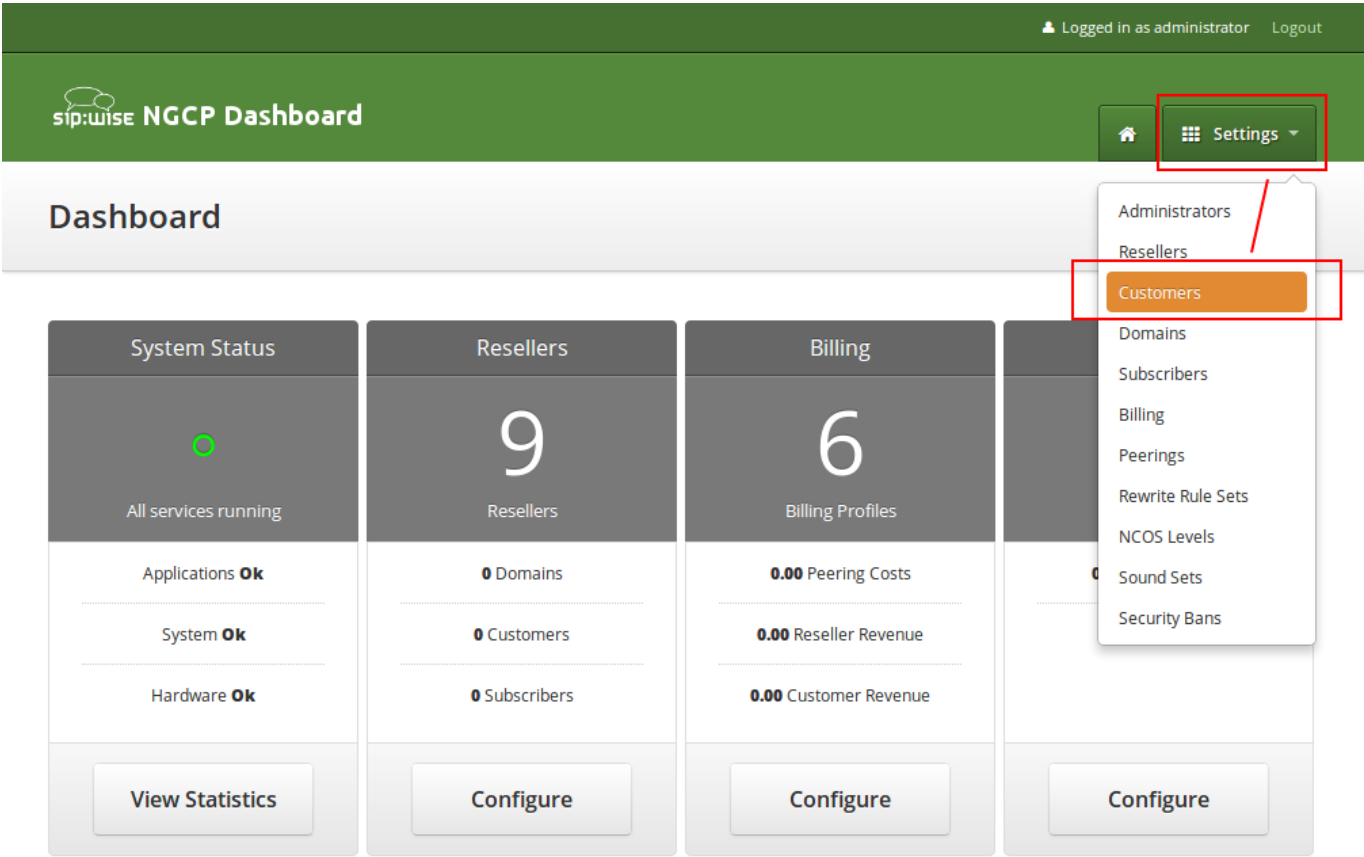 Logged in as administrator Logout
sip:wise NGCP Dashboard
Settings
Dashboard
Administrators
Resellers
Customers
Domains
Subscribers
Billing
Peerings
Rewrite Rule Sets
NCOS Levels
Sound Sets
Security Bans
System Status
All services running
Applications Ok
System Ok
Hardware Ok
View Statistics
Resellers
9
Resellers
0 Domains
0 Customers
0 Subscribers
Configure
Billing
6
Billing Profiles
0.00 Peering Costs
0.00 Reseller Revenue
0.00 Customer Revenue
Configure
Configure